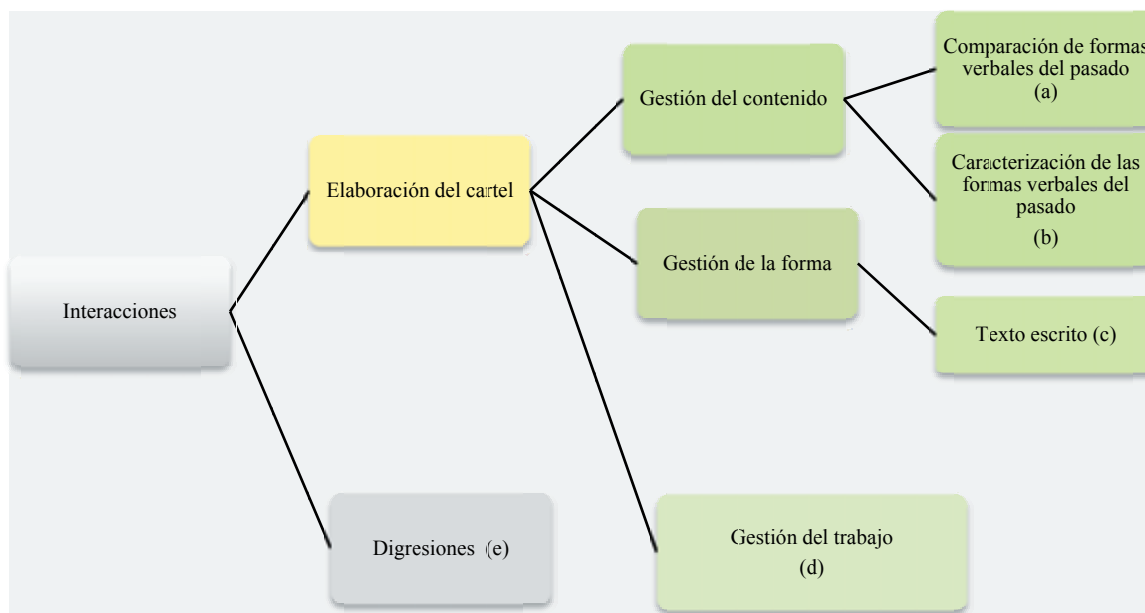 Comparación de formas
verbales del pasado
(a)
Gestión del contenido
Caracterización de las
formas verbales del
pasado
(b)
Elaboración del cartel
Gestión de la forma
Interacciones
Texto escrito (c)
Digresiones (e)
Gestión del trabajo
(d)